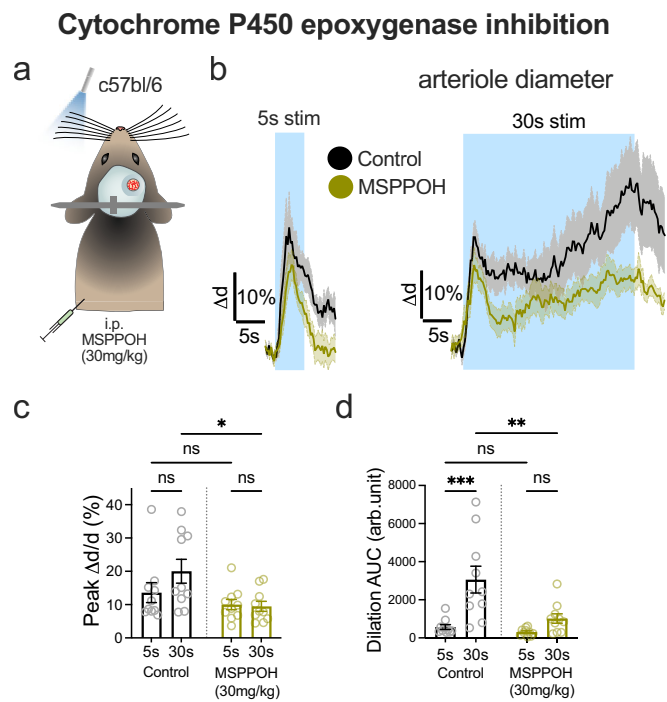 Cytochrome P450 epoxygenase inhibition
a
c57bl/6
i.p.
MSPPOH
(30mg/kg)
b
arteriole diameter
5s stim
30s stim
Control
MSPPOH
Δd
10%
5s
Δd
10%
5s
c
*
ns
ns
ns
Peak Δd/d (%)
40
30
20
10
0
5s 30s
Control
5s 30s
MSPPOH
(30mg/kg)
d
**
ns
***
ns
Dilation AUC (arb.unit)
8000
6000
4000
2000
0
5s 30s
Control
5s 30s
MSPPOH
(30mg/kg)